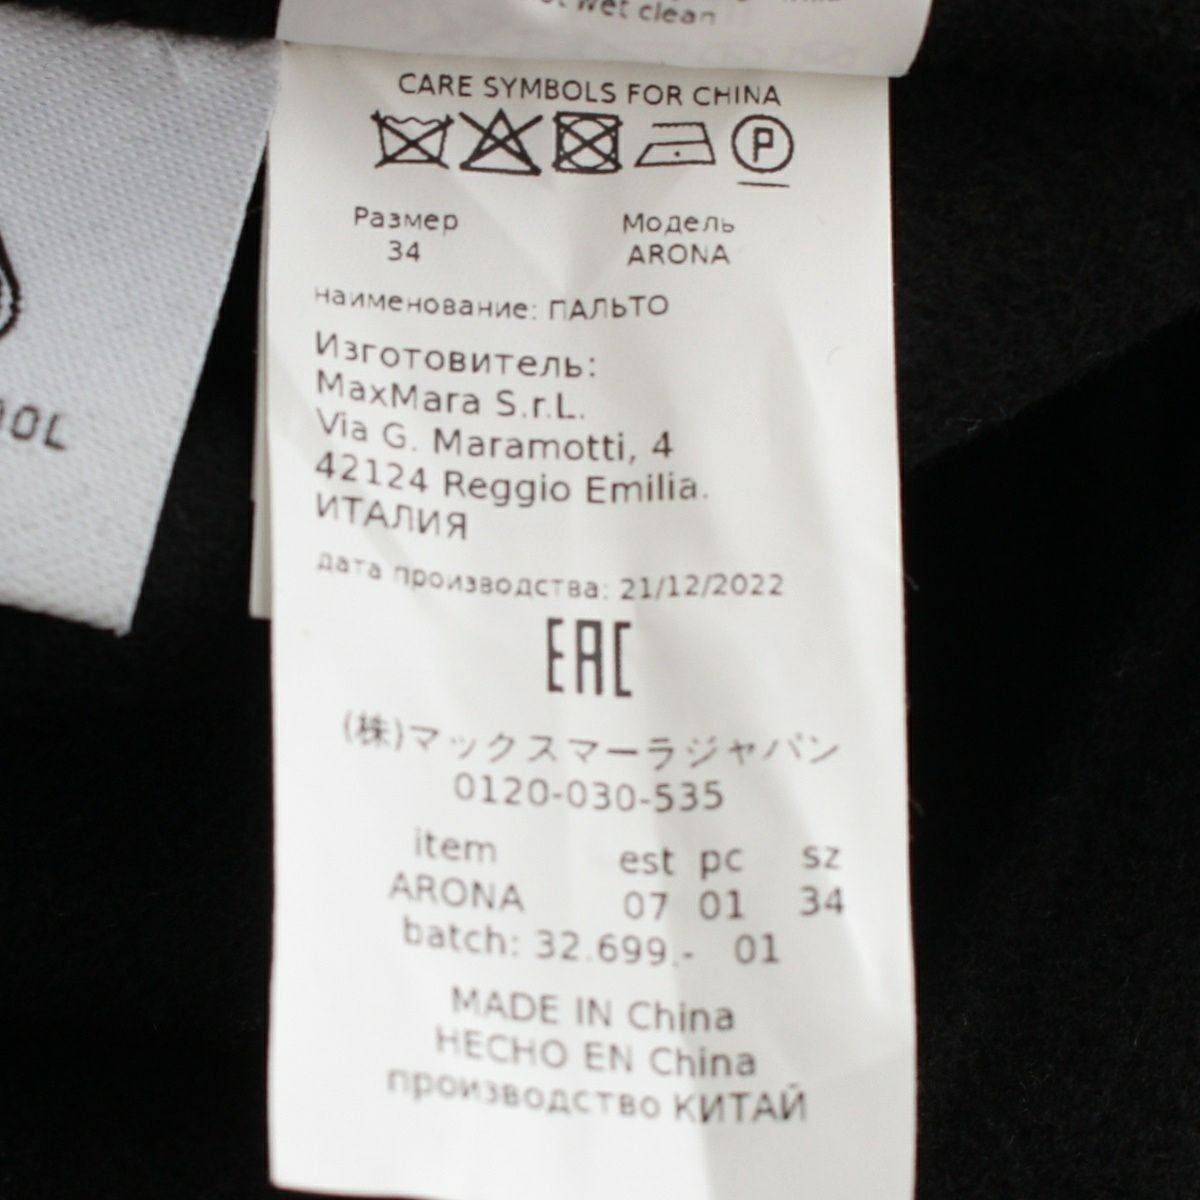 wet clean
CARE SYMBOLS FOR CHINA
P
Размер Модель
34 ARONA
наименование: ПАЛЬТО
Изготовитель:
MaxMara S.r.L.
Via G. Maramotti, 4
42124 Reggio Emilia.
ИТАЛИЯ
дата производства: 21/12/2022
EAC
(株)マックスマーラジャパン
0120-030-535
item est pc sz
ARONA 07 01 34
batch: 32.699.- 01
MADE IN China
HECHO EN China
производство КИТАЙ